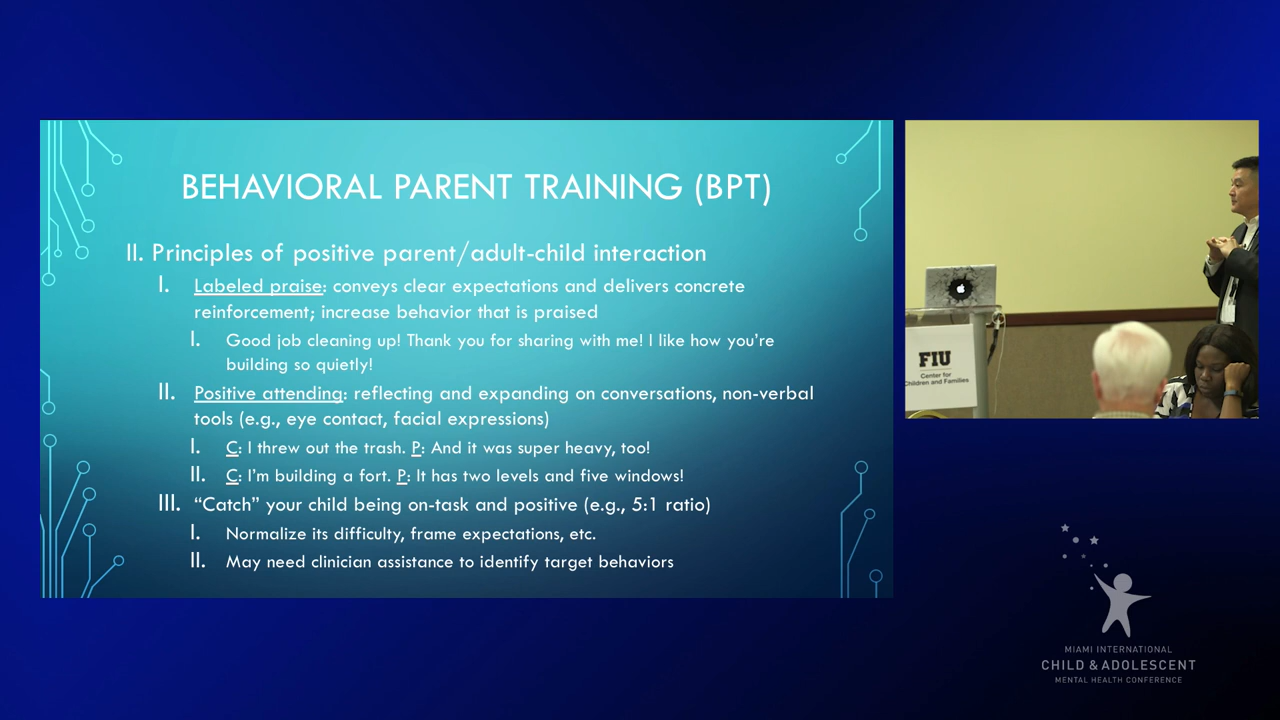 BEHAVIORAL PARENT TRAINING (BPT)
II. Principles of positive parent/adult-child interaction
I. Labeled praise: conveys clear expectations and delivers concrete
reinforcement; increase behavior that is praised
I. Good job cleaning up! Thank you for sharing with me! I like how you're
building so quietly!
II. Positive attending: reflecting and expanding on conversations, non-verbal
tools (e.g., eye contact, facial expressions)
I. C: I threw out the trash. P: And it was super heavy, too!
II. C: I'm building a fort. P: It has two levels and five windows!
III. “Catch” your child being on-task and positive (e.g., 5:1 ratio)
I. Normalize its difficulty, frame expectations, etc.
II. May need clinician assistance to identify target behaviors
FIU
Center for
Children and Families
MIAMI INTERNATIONAL
CHILD & ADOLESCENT
MENTAL HEALTH CONFERENCE